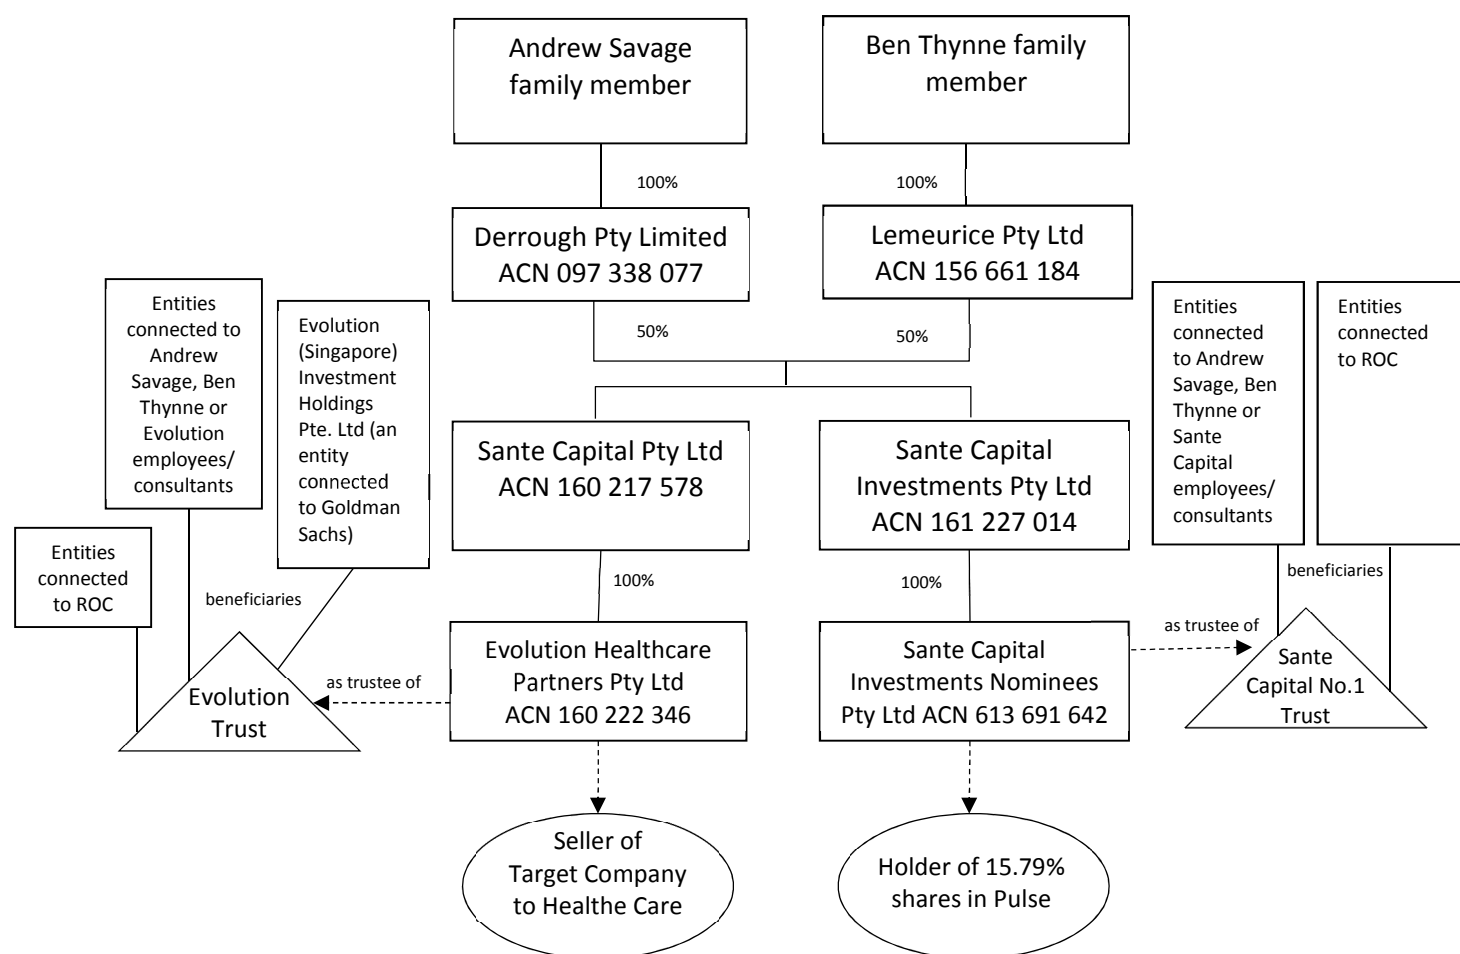 Andrew Savage
family member
Ben Thynne family
member
100%
100%
Derrough Pty Limited
ACN 097 338 077
Lemeurice Pty Ltd
ACN 156 661 184
Entities
connected to
Andrew
Savage, Ben
Thynne or
Evolution
employees/
consultants
Evolution
(Singapore)
Investment
Holdings
Pte. Ltd (an
entity
connected
to Goldman
Sachs)
50%
50%
Entities
connected
to Andrew
Savage, Ben
Thynne or
Sante
Capital
employees/
consultants
Entities
connected
to ROC
Sante Capital Pty Ltd
ACN 160 217 578
Sante Capital
Investments Pty Ltd
ACN 161 227 014
Entities
connected
to ROC
beneficiaries
100%
100%
beneficiaries
Evolution
Trust
as trustee of
Evolution Healthcare
Partners Pty Ltd
ACN 160 222 346
Sante Capital
Investments Nominees
Pty Ltd ACN 613 691 642
as trustee of
Sante
Capital No.1
Trust
Seller of
Target Company
to Healthe Care
Holder of 15.79%
shares in Pulse